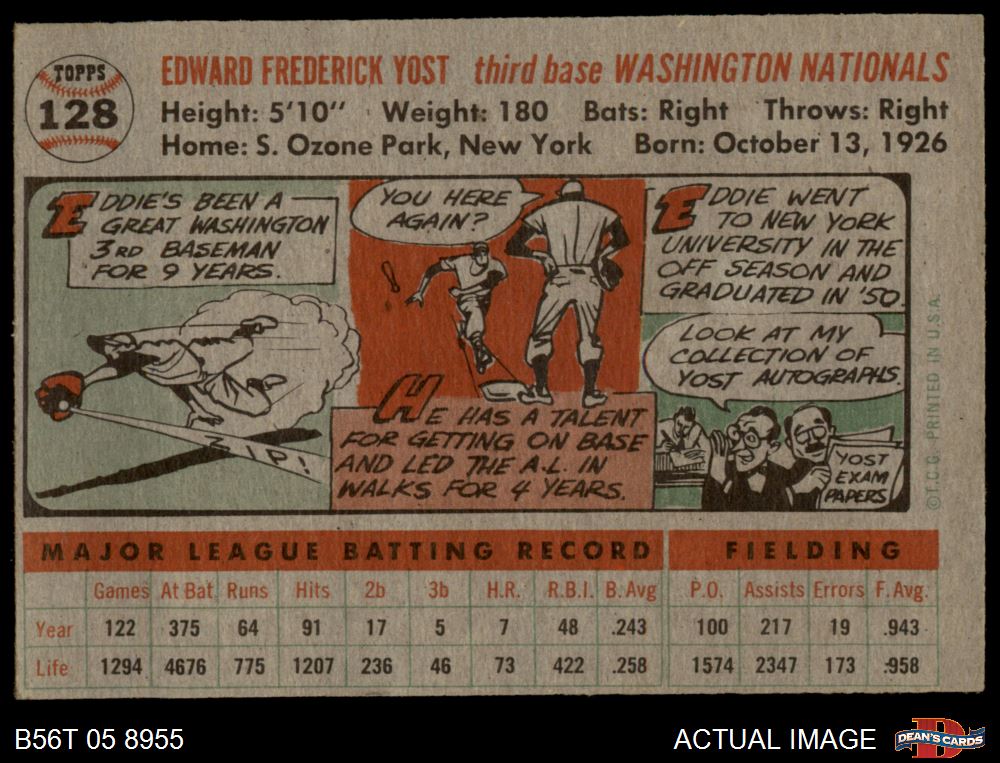 TOPPS
128
EDWARD FREDERICK YOST third base WASHINGTON NATIONALS
Height: 5'10" Weight: 180 Bats: Right Throws: Right
Home: S. Ozone Park, New York Born: October 13, 1926
EDDIE'S BEEN A
GREAT WASHINGTON
3RD BASEMAN
FOR 9 YEARS.
ZIP!
YOU HERE
AGAIN?
!
HE HAS A TALENT
FOR GETTING ON BASE
AND LED THE A.L. IN
WALKS FOR 4 YEARS.
EDDIE WENT
TO NEW YORK
UNIVERSITY IN THE
OFF SEASON AND
GRADUATED IN '50.
LOOK AT MY
COLLECTION OF
YOST AUTOGRAPHS.
YOST
EXAM
PAPERS
© T.C.G. PRINTED IN U.S.A.
MAJOR LEAGUE BATTING RECORD FIELDING
Games At Bat Runs Hits 2b 3b H.R. R.B.I. B. Avg P.O. Assists Errors F. Avg.
Year 122 375 64 91 17 5 7 48 .243 100 217 19 .943
Life 1294 4676 775 1207 236 46 73 422 .258 1574 2347 173 .958
B56T 05 8955 ACTUAL IMAGE DEAN'S CARDS